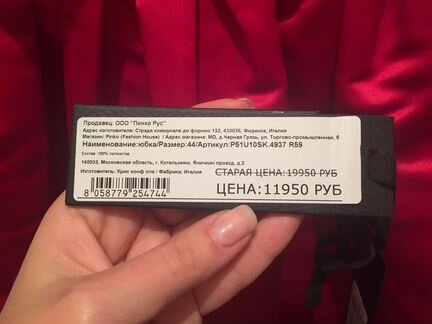 Продавец: ООО "Пинко Рус"
Адрес изготовителя: Страда коммунале ди форнио 132, 430036, Фиденза, Италия
Магазин: Pinko (Fashion House) / Адрес магазина: МО, д.Черная Грязь, ул. Торгово-промышленная, 6
Наименование:юбка/Размер:44/Артикул:P51U10SK.4937 R59
Состав: 100% полиэстер
140053, Московская область, г. Котельники, Яничкин проезд, д.2
Изготовитель: Крис конф спа / Фабрика: Италия
СТАРАЯ ЦЕНА:19950 РУБ
ЦЕНА:11950 РУБ
8 058779 254744